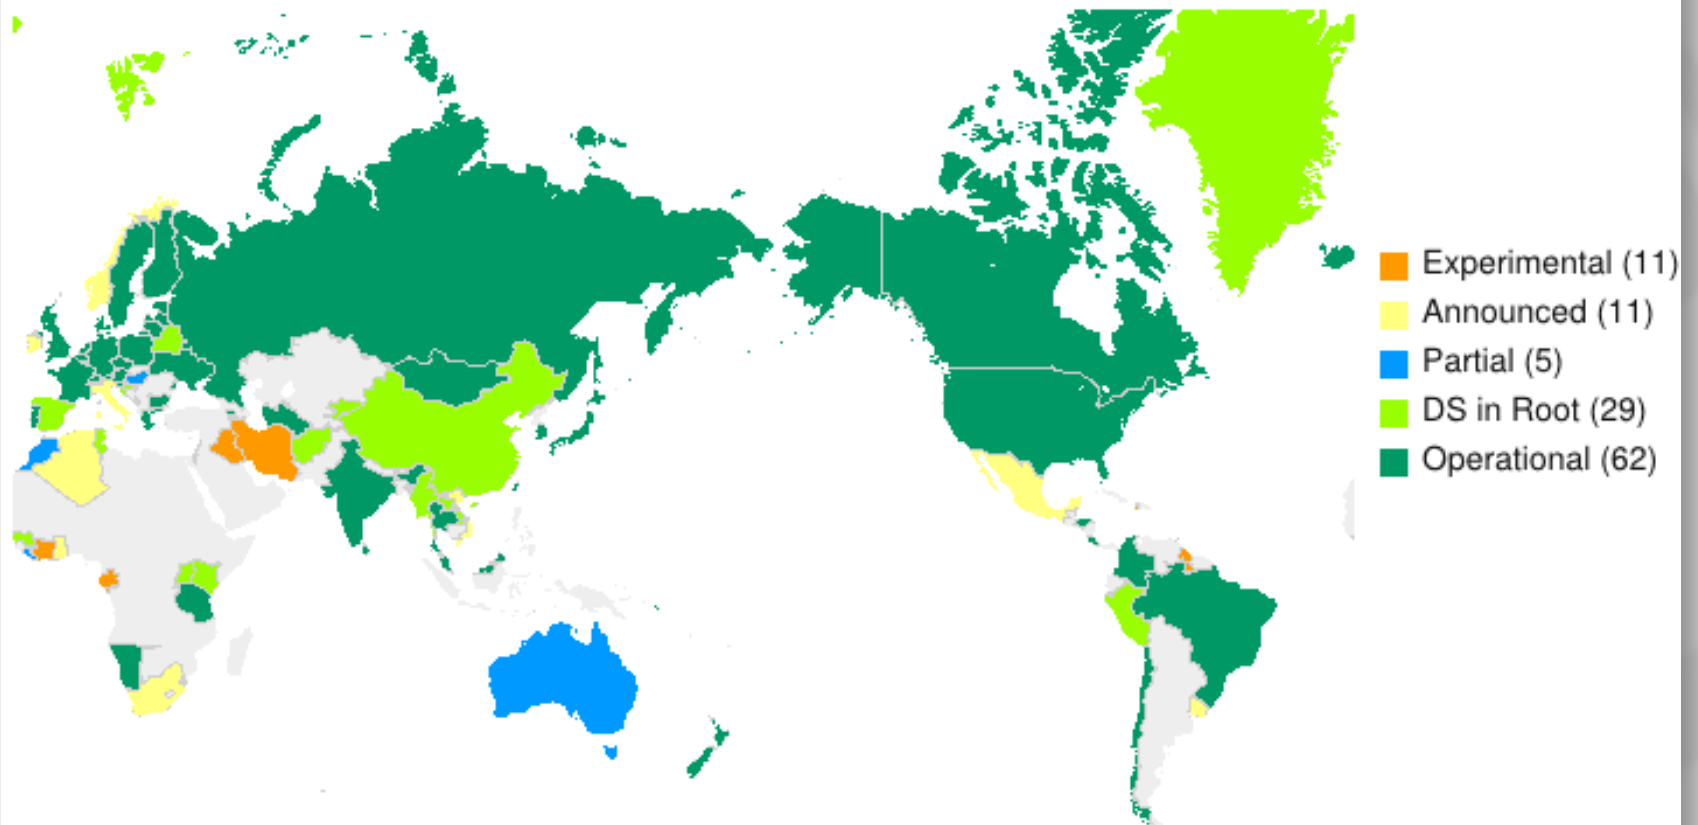 Experimental (11)
Announced (11)
Partial (5)
DS in Root (29)
Operational (62)